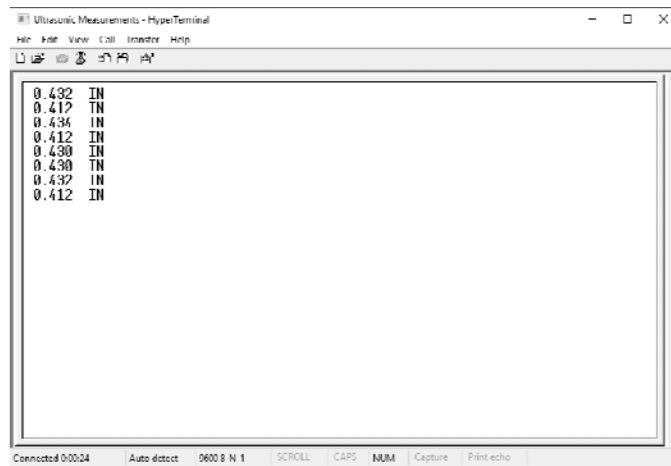 Ultrasonic Measurements - HyperTerminal
File Edit View Call Transfer Help
0.432 IN
0.412 IN
0.434 IN
0.412 IN
0.430 IN
0.430 IN
0.432 IN
0.412 IN
Connected 0:00:24 Auto detect 9600 8 N 1 SCROLL CAPS NUM Capture Print echo